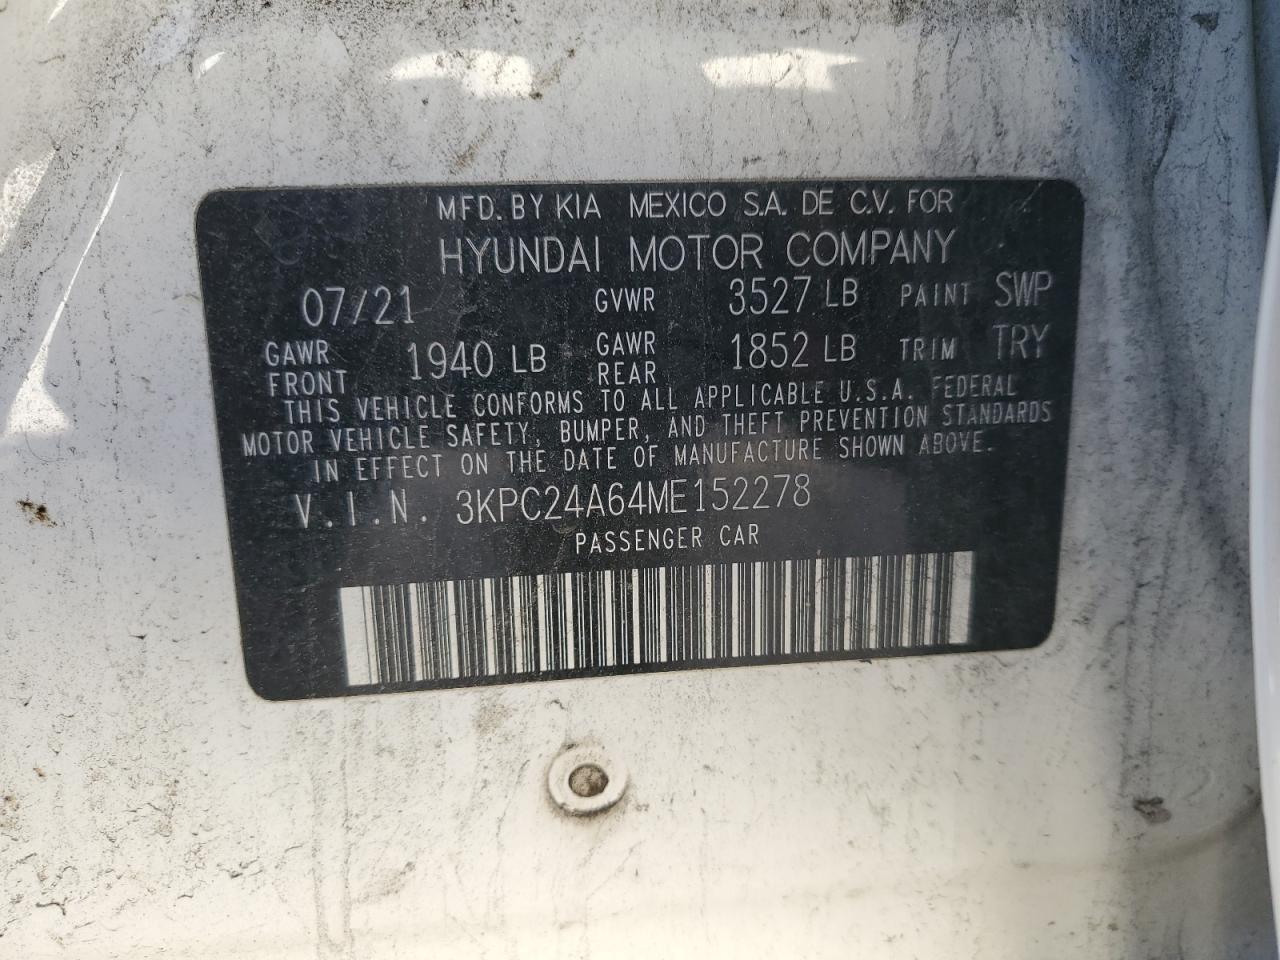 MFD. BY KIA MEXICO S.A. DE C.V. FOR
HYUNDAI MOTOR COMPANY
07/21 GVWR 3527 LB PAINT SWP
GAWR FRONT 1940 LB GAWR REAR 1852 LB TRIM TRY
THIS VEHICLE CONFORMS TO ALL APPLICABLE U.S.A. FEDERAL
MOTOR VEHICLE SAFETY, BUMPER, AND THEFT PREVENTION STANDARDS
IN EFFECT ON THE DATE OF MANUFACTURE SHOWN ABOVE.
V.I.N. 3KPC24A64ME152278
PASSENGER CAR